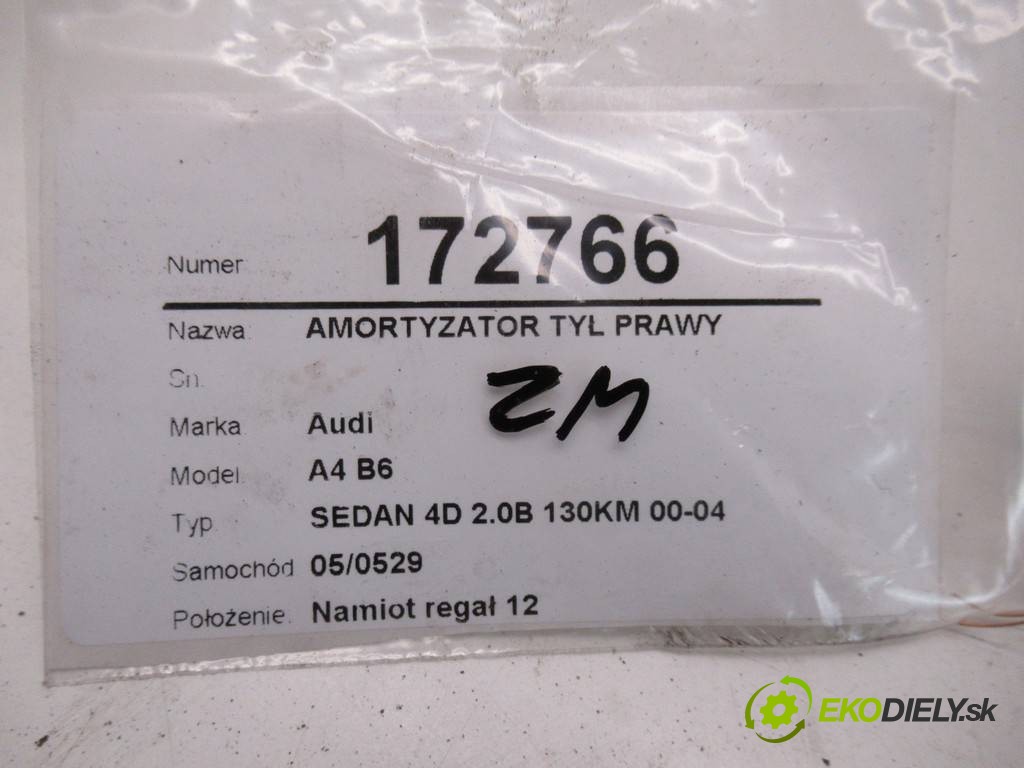 Numer 172766
Nazwa. AMORTYZATOR TYŁ PRAWY
Sn.
ZM
Marka Audi
Model. A4 B6
Typ SEDAN 4D 2.0B 130KM 00-04
Samochód 05/0529
Położenie. Namiot regał 12
EKODIELY.sk